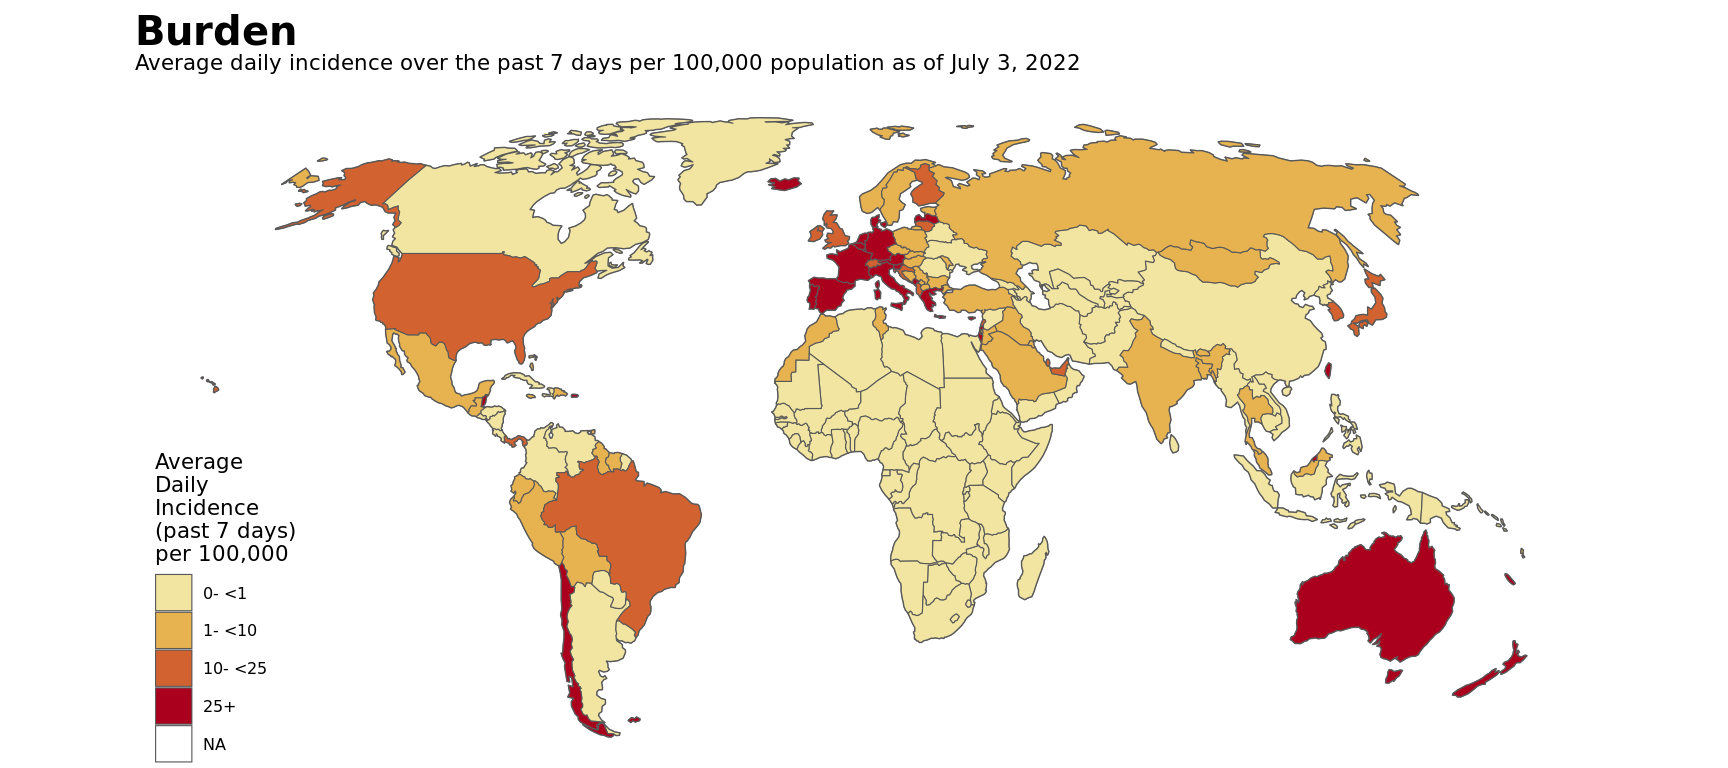 Burden
Average daily incidence over the past 7 days per 100,000 population as of July 3, 2022
Average
Daily
Incidence
(past 7 days)
per 100,000
0- <1
1- <10
10- <25
25+
NA